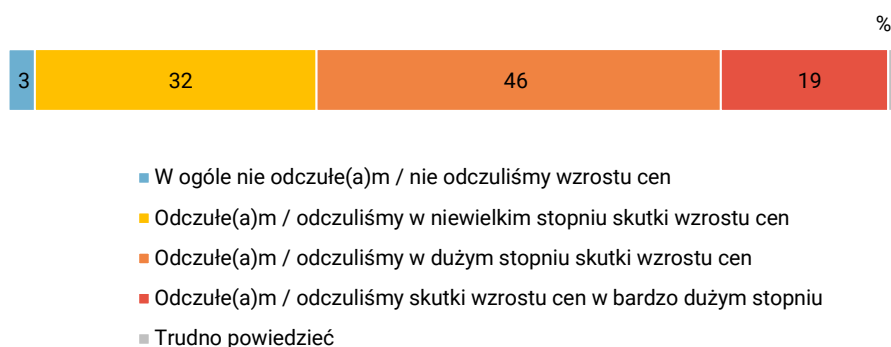 %
3 32 46 19
W ogóle nie odczułe(a)m / nie odczuliśmy wzrostu cen
Odczułe(a)m / odczuliśmy w niewielkim stopniu skutki wzrostu cen
Odczułe(a)m / odczuliśmy w dużym stopniu skutki wzrostu cen
Odczułe(a)m / odczuliśmy skutki wzrostu cen w bardzo dużym stopniu
Trudno powiedzieć